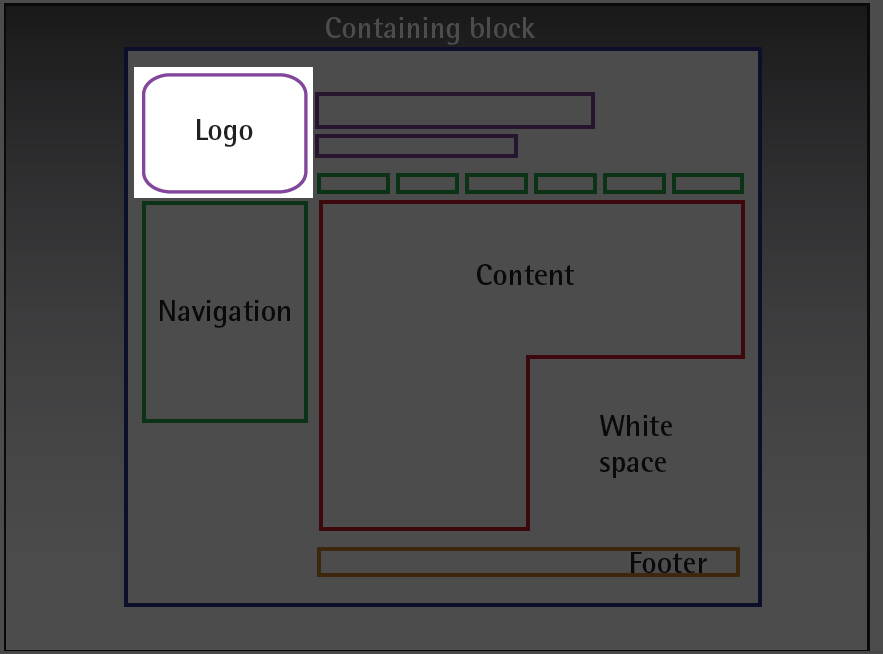 Containing block
Logo
Navigation
Content
White
space
Footer